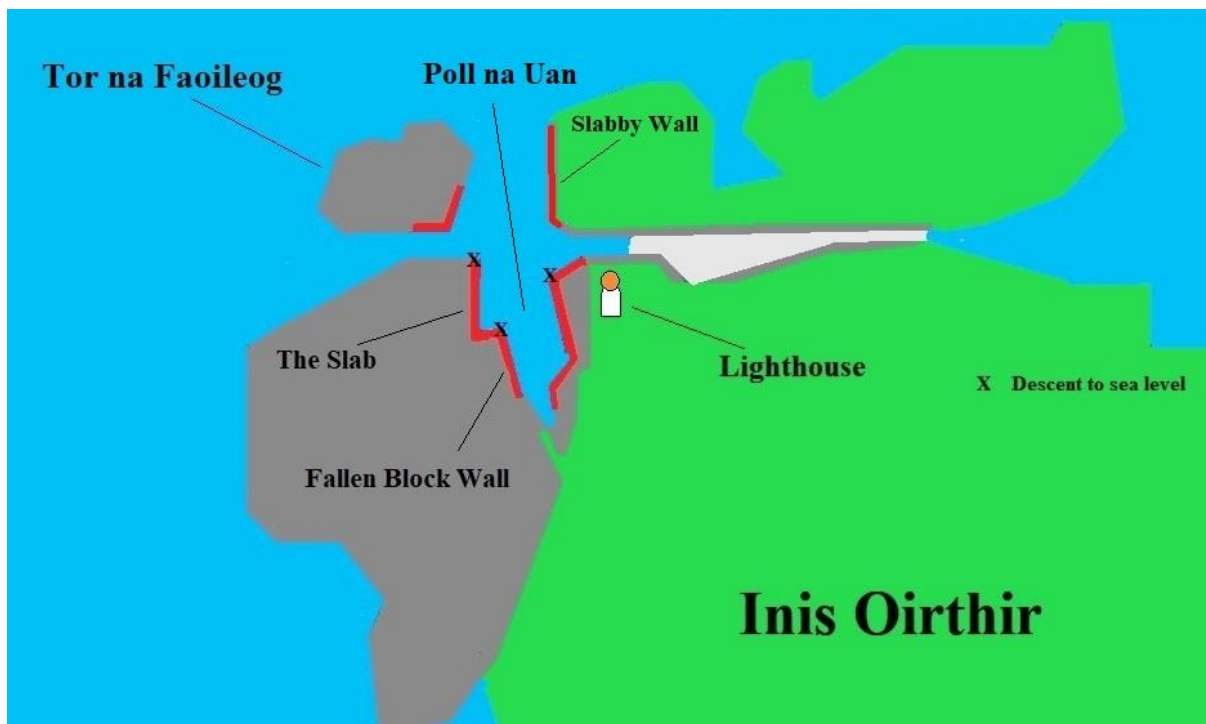 Tor na Faoileog
Poll na Uan
Slabby Wall
X
X
X
The Slab
Lighthouse
X Descent to sea level
Fallen Block Wall
Inis Oirthir